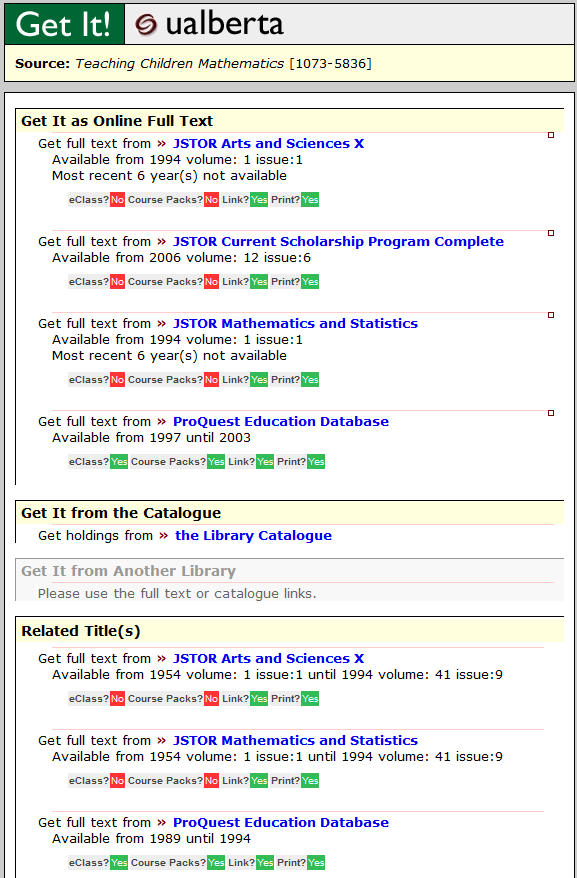 Get It! ualberta
Source: Teaching Children Mathematics [1073-5836]
Get It as Online Full Text
Get full text from » JSTOR Arts and Sciences X
Available from 1994 volume: 1 issue:1
Most recent 6 year(s) not available
eClass? No Course Packs? No Link? Yes Print? Yes
Get full text from » JSTOR Current Scholarship Program Complete
Available from 2006 volume: 12 issue:6
eClass? No Course Packs? No Link? Yes Print? Yes
Get full text from » JSTOR Mathematics and Statistics
Available from 1994 volume: 1 issue:1
Most recent 6 year(s) not available
eClass? No Course Packs? No Link? Yes Print? Yes
Get full text from » ProQuest Education Database
Available from 1997 until 2003
eClass? Yes Course Packs? Yes Link? Yes Print? Yes
Get It from the Catalogue
Get holdings from » the Library Catalogue
Get It from Another Library
Please use the full text or catalogue links.
Related Title(s)
Get full text from » JSTOR Arts and Sciences X
Available from 1954 volume: 1 issue:1 until 1994 volume: 41 issue:9
eClass? No Course Packs? No Link? Yes Print? Yes
Get full text from » JSTOR Mathematics and Statistics
Available from 1954 volume: 1 issue:1 until 1994 volume: 41 issue:9
eClass? No Course Packs? No Link? Yes Print? Yes
Get full text from » ProQuest Education Database
Available from 1989 until 1994
eClass? Yes Course Packs? Yes Link? Yes Print? Yes